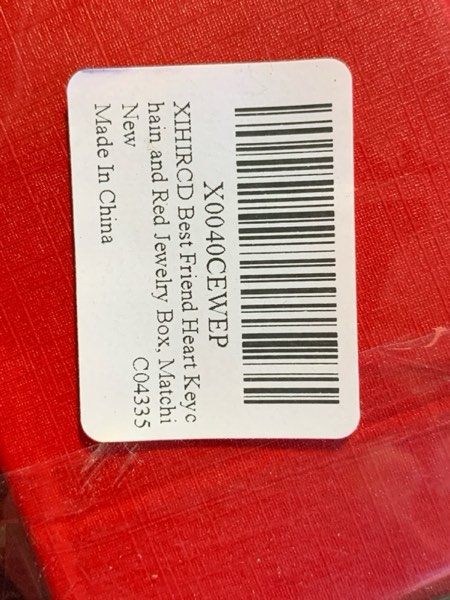 X0040CEWEP
XIHIRCD Best Friend Heart Keyc
hain and Red Jewelry Box, Matchi
New C04335
Made In China